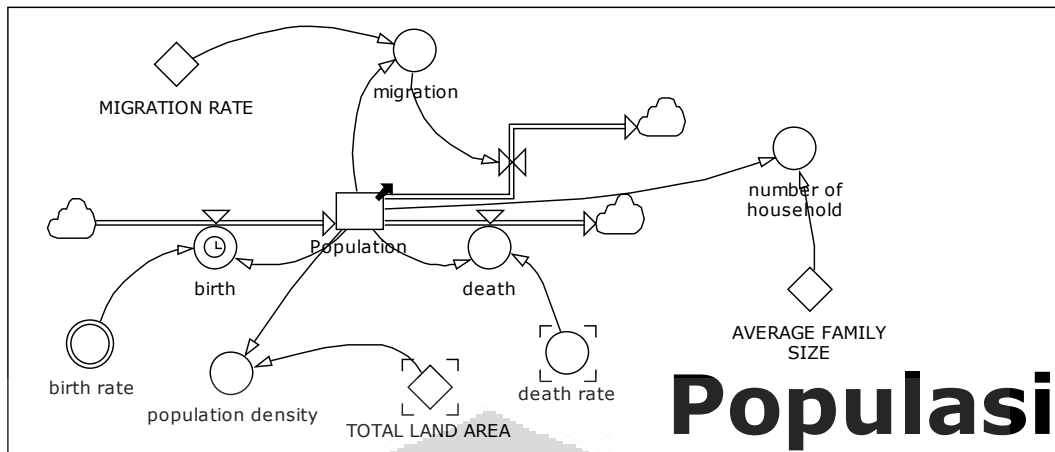 migration
MIGRATION RATE
number of
household
Population
birth
death
AVERAGE FAMILY
SIZE
birth rate
death rate
population density
TOTAL LAND AREA
Populasi